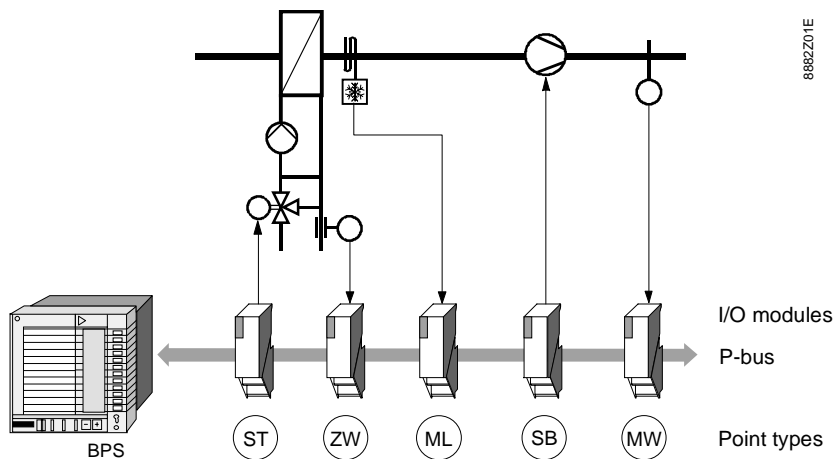 8882Z01E
I/O modules
P-bus
BPS
ST
ZW
ML
SB
MW
Point types